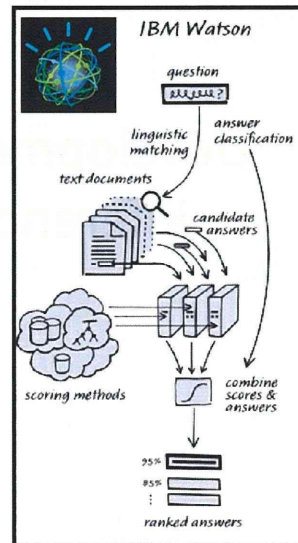 IBM Watson
question
linguistic
matching
answer
classification
text documents
candidate
answers
scoring methods
combine
scores &
answers
95%
85%
ranked answers